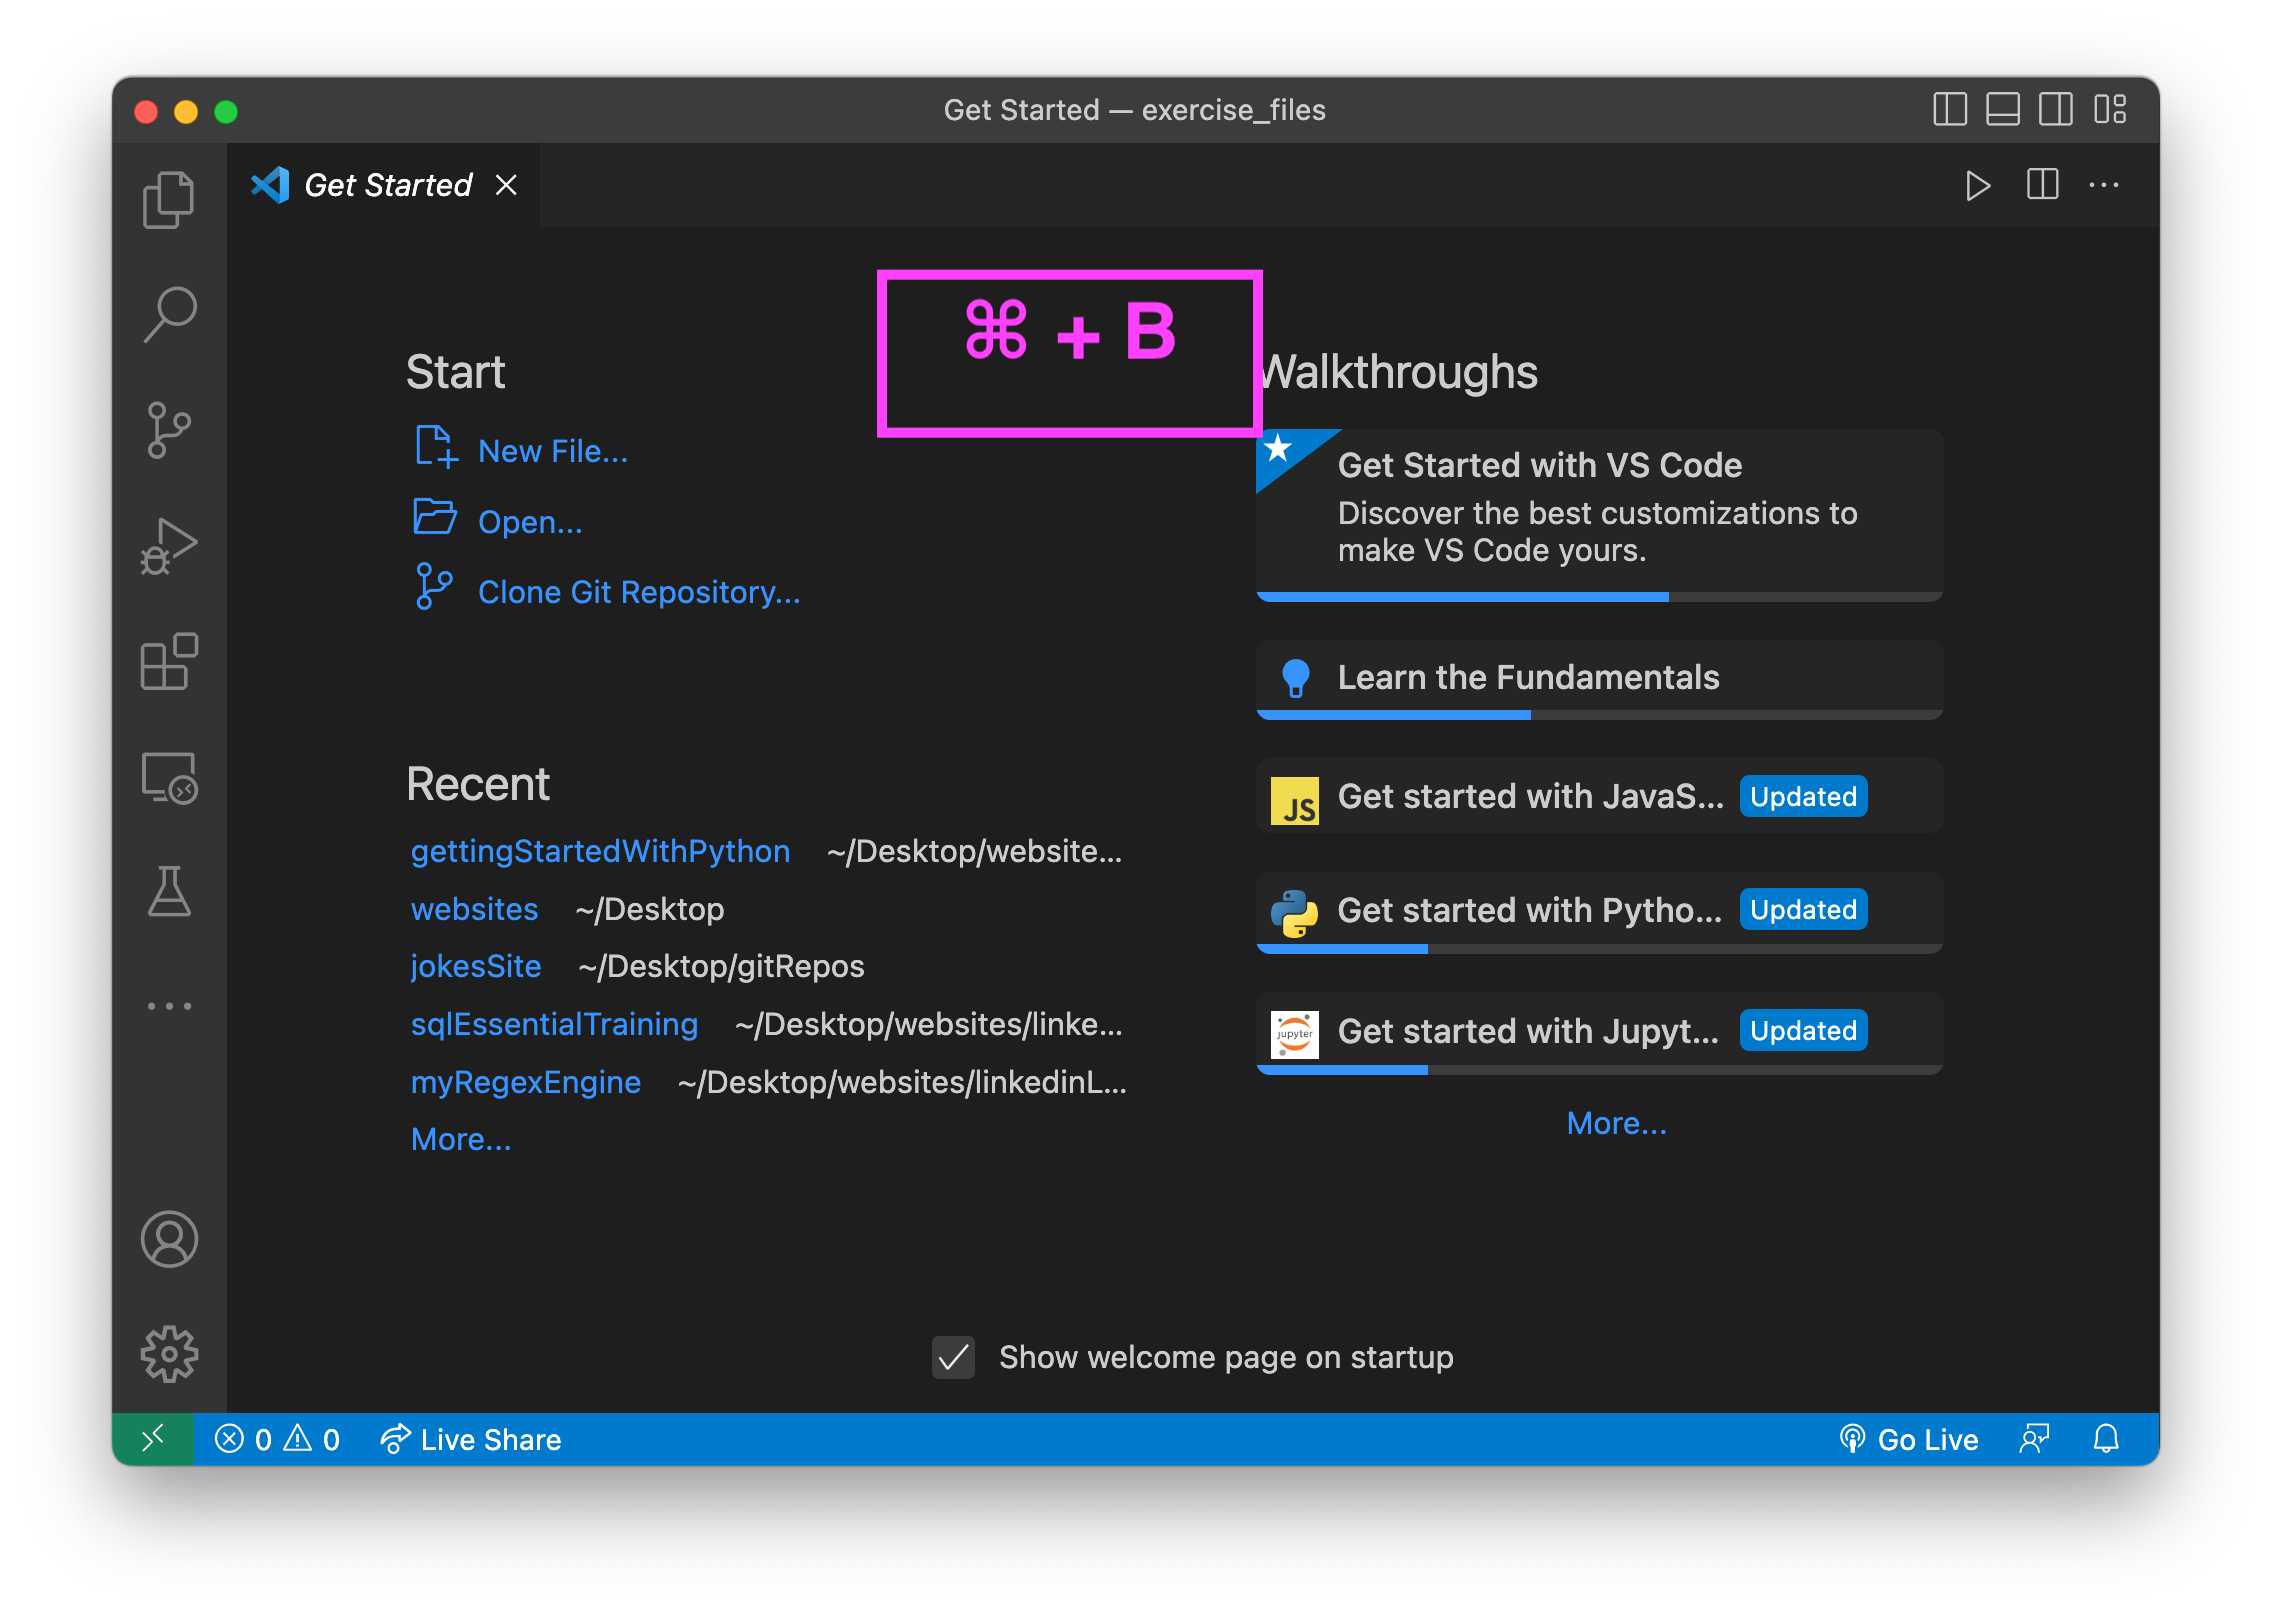 Get Started — exercise_files
Get Started
⌘ + B
Start
New File...
Open...
Clone Git Repository...
Recent
gettingStartedWithPython ~/Desktop/website...
websites ~/Desktop
jokesSite ~/Desktop/gitRepos
sqlEssentialTraining ~/Desktop/websites/linke...
myRegexEngine ~/Desktop/websites/linkedinL...
More...
Walkthroughs
Get Started with VS Code
Discover the best customizations to
make VS Code yours.
Learn the Fundamentals
JS Get started with JavaS... Updated
Get started with Pytho... Updated
jupyter Get started with Jupyt... Updated
More...
Show welcome page on startup
0 0 Live Share Go Live